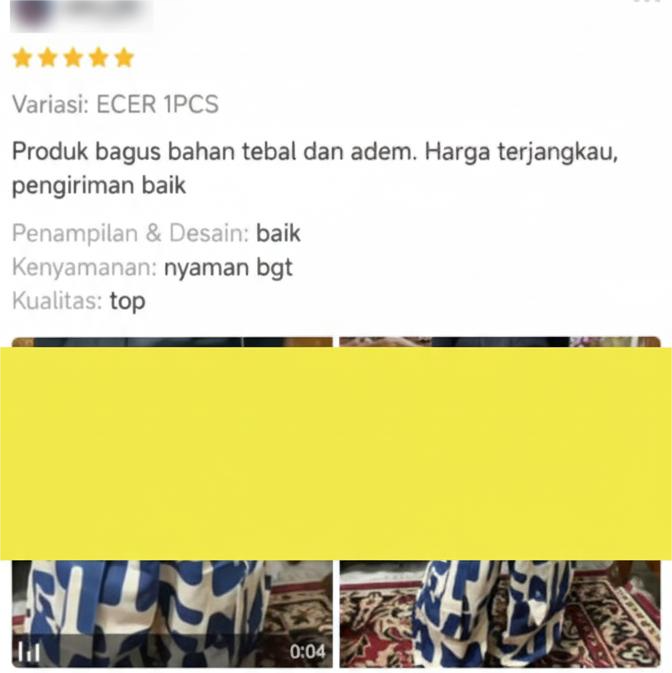 Variasi: ECER 1PCS
Produk bagus bahan tebal dan adem. Harga terjangkau,
pengiriman baik
Penampilan & Desain: baik
Kenyamanan: nyaman bgt
Kualitas: top
0:04